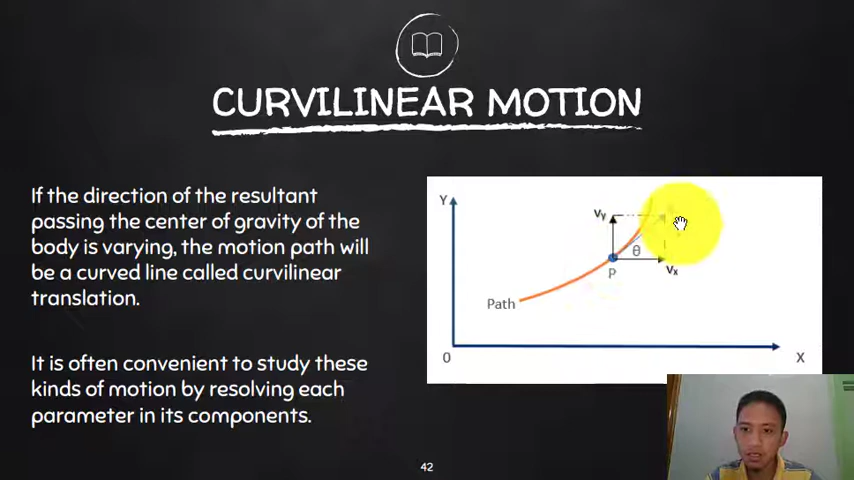 CURVILINEAR MOTION
If the direction of the resultant
passing the center of gravity of the
body is varying, the motion path will
be a curved line called curvilinear
translation.
It is often convenient to study these
kinds of motion by resolving each
parameter in its components.
Y
Vy
θ
P
Vx
Path
0
X
42